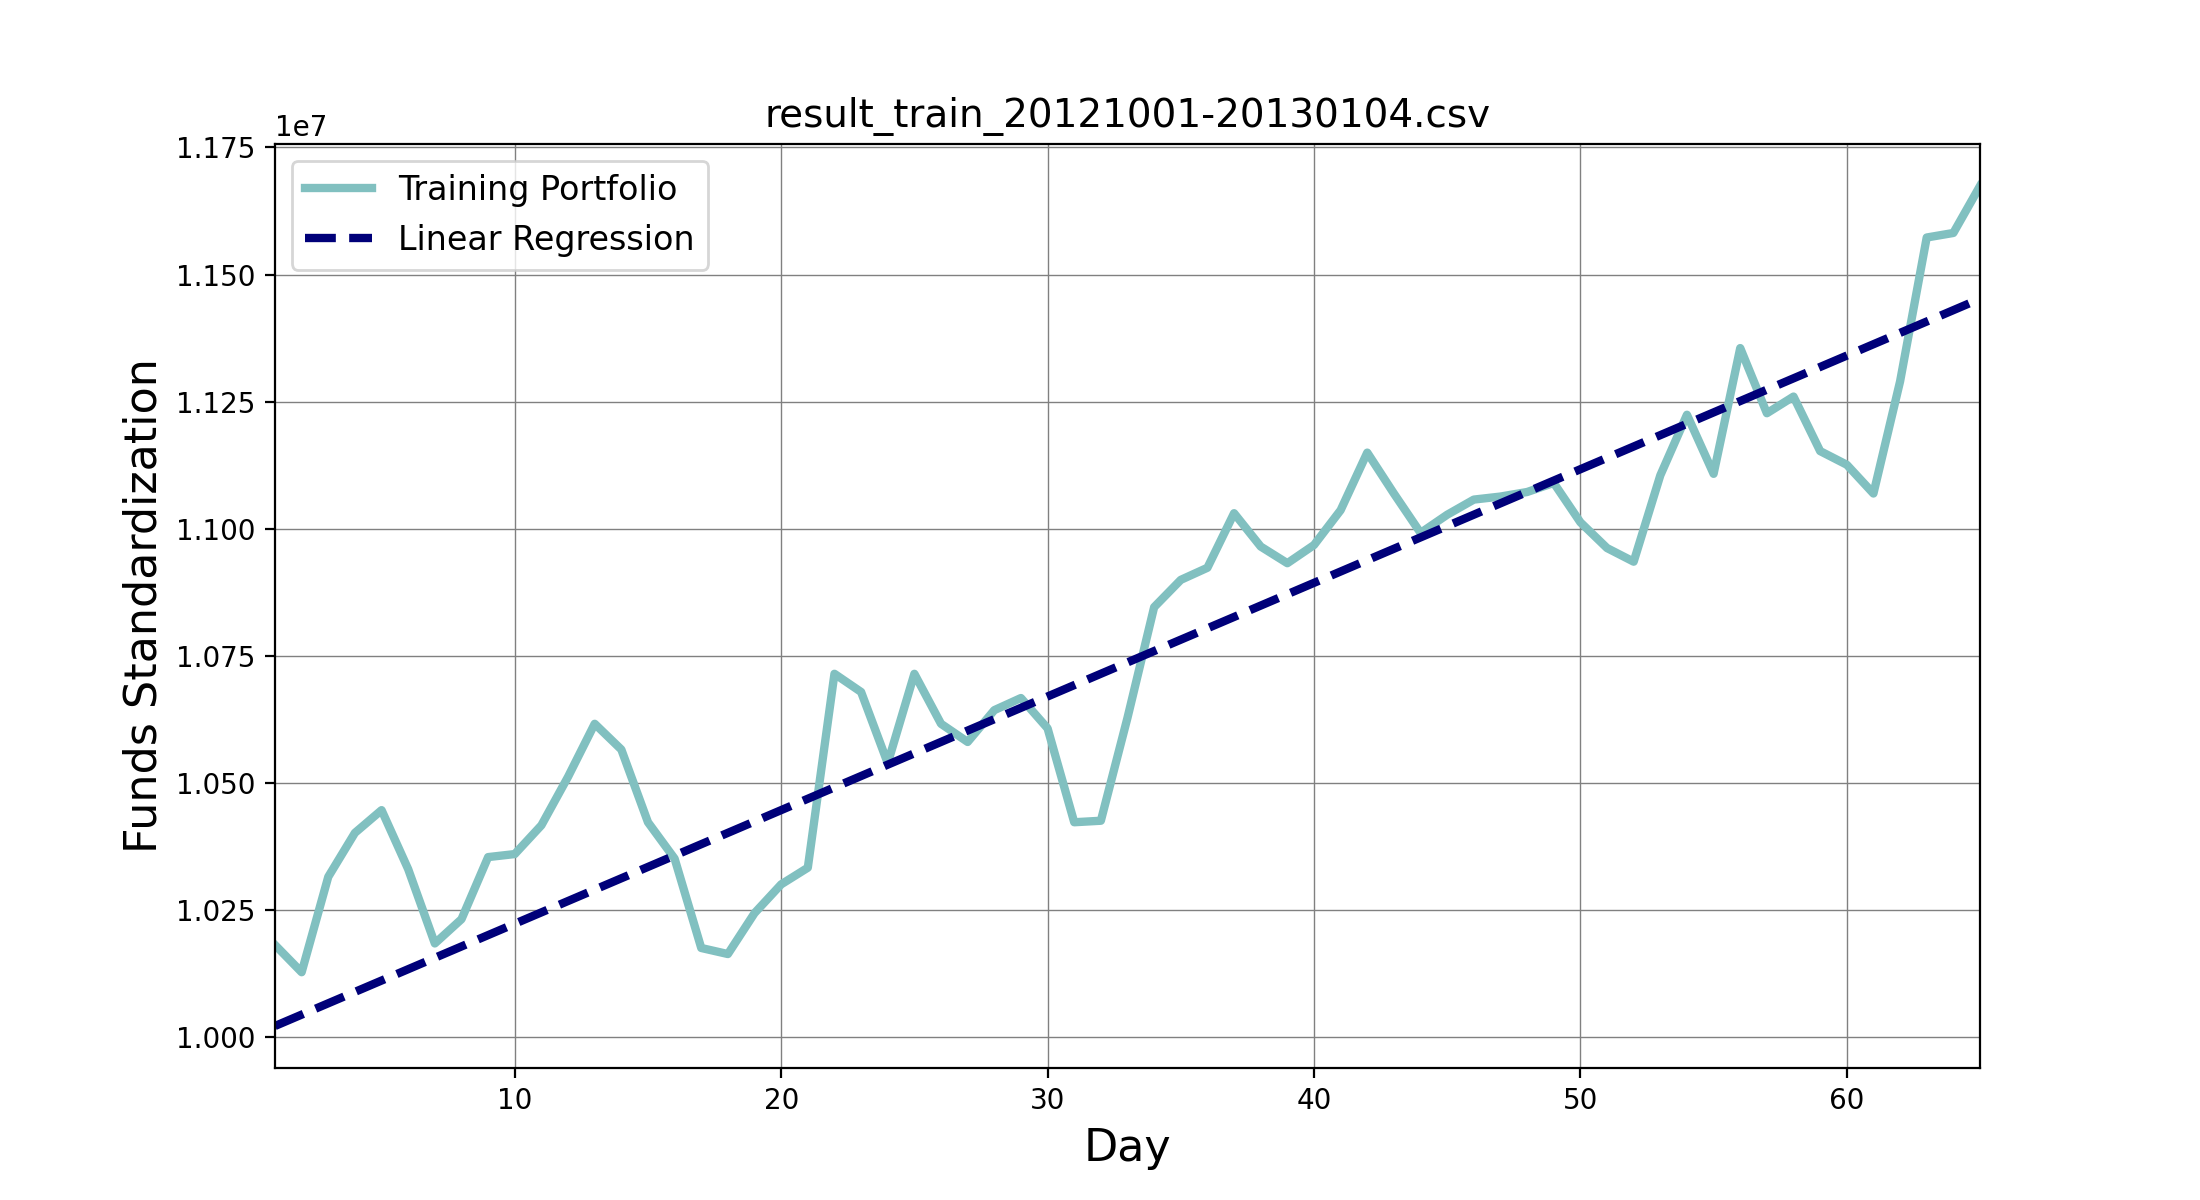 result_train_20121001-20130104.csv
1e7
1.175
1.150
1.125
1.100
1.075
1.050
1.025
1.000
Funds Standardization
Training Portfolio
Linear Regression
10 20 30 40 50 60
Day